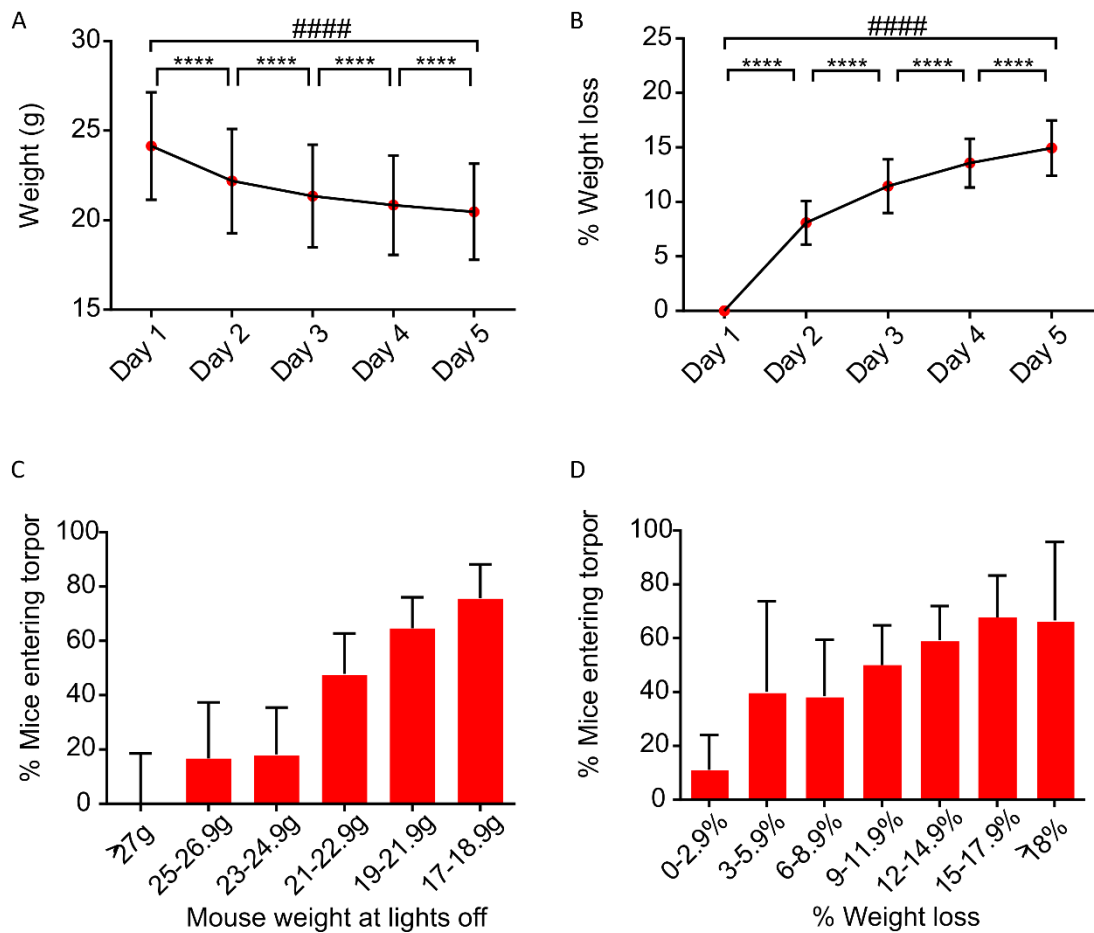 A
Weight (g)
30
25
20
15
####
**** **** **** ****
Day 1 Day 2 Day 3 Day 4 Day 5
B
% Weight loss
25
20
15
10
5
0
####
**** **** **** ****
Day 1 Day 2 Day 3 Day 4 Day 5
C
% Mice entering torpor
100
80
60
40
20
0
>27g 25-26.9g 23-24.9g 21-22.9g 19-21.9g 17-18.9g
Mouse weight at lights off
D
% Mice entering torpor
100
80
60
40
20
0
0-2.9% 3-5.9% 6-8.9% 9-11.9% 12-14.9% 15-17.9% >18%
% Weight loss